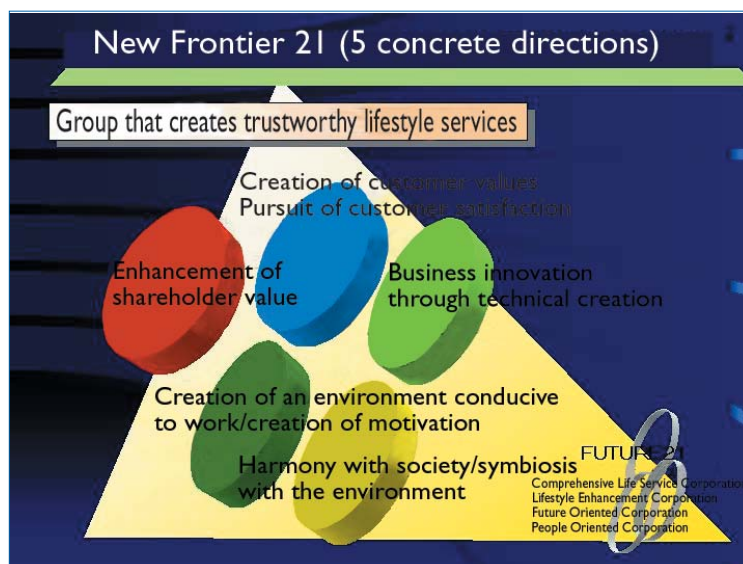 New Frontier 21 (5 concrete directions)
Group that creates trustworthy lifestyle services
Creation of customer values
Pursuit of customer satisfaction
Enhancement of
shareholder value
Business innovation
through technical creation
Creation of an environment conducive
to work/creation of motivation
Harmony with society/symbiosis
with the environment
FUTURE21
Comprehensive Life Service Corporation
Lifestyle Enhancement Corporation
Future Oriented Corporation
People Oriented Corporation